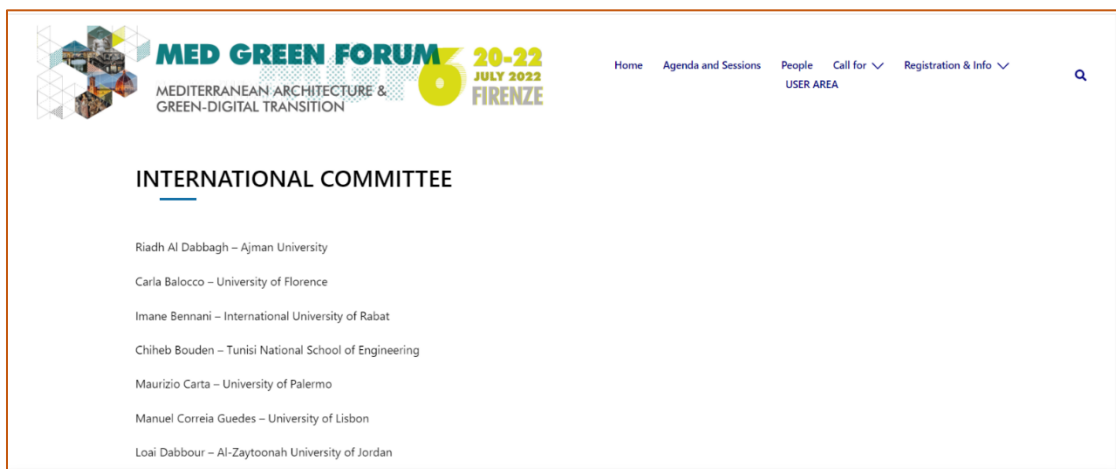 MED GREEN FORUM 6
MEDITERRANEAN ARCHITECTURE &
GREEN-DIGITAL TRANSITION
20-22
JULY 2022
FIRENZE
Home Agenda and Sessions People Call for Registration & Info
USER AREA
INTERNATIONAL COMMITTEE
Riadh Al Dabbagh – Ajman University
Carla Balocco – University of Florence
Imane Bennani – International University of Rabat
Chiheb Bouden – Tunisi National School of Engineering
Maurizio Carta – University of Palermo
Manuel Correia Guedes – University of Lisbon
Loai Dabbour – Al-Zaytoonah University of Jordan